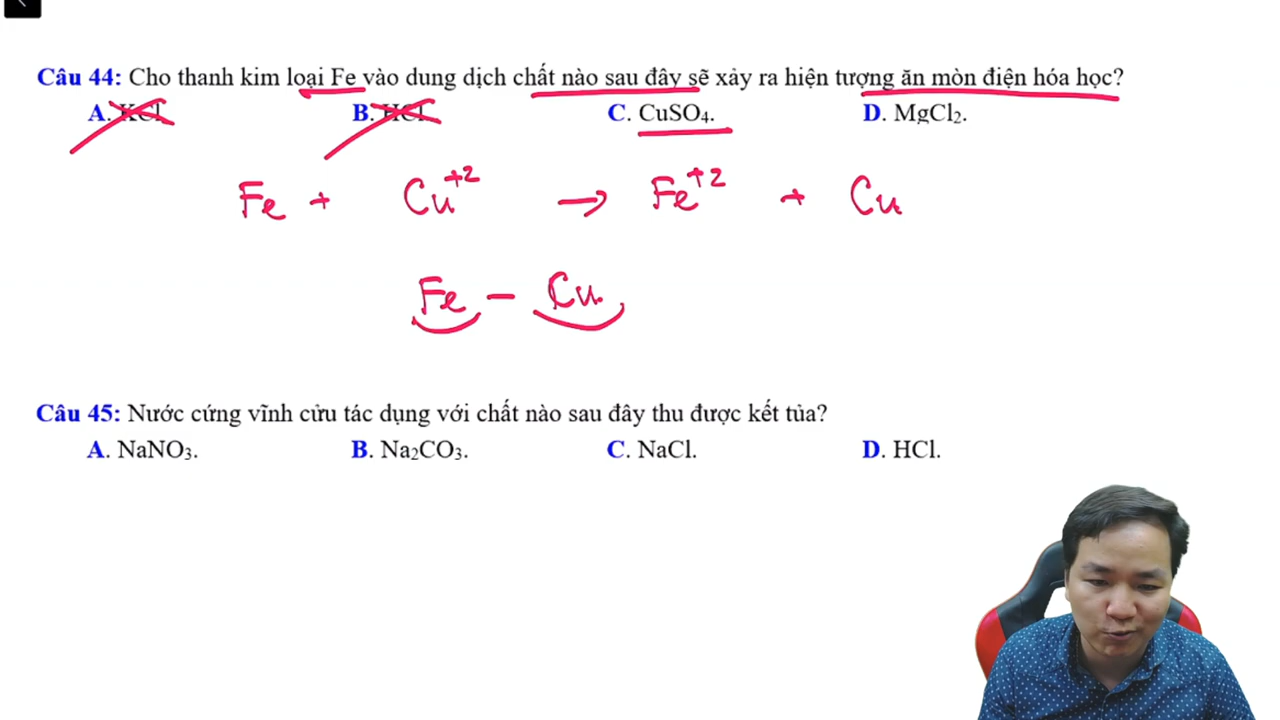 Câu 44: Cho thanh kim loại Fe vào dung dịch chất nào sau đây sẽ xảy ra hiện tượng ăn mòn điện hóa học?
A. KCl B. HCl C. CuSO₄. D. MgCl₂.
Fe + Cu⁺² → Fe⁺² + Cu
Fe – Cu
Câu 45: Nước cứng vĩnh cửu tác dụng với chất nào sau đây thu được kết tủa?
A. NaNO₃. B. Na₂CO₃. C. NaCl. D. HCl.